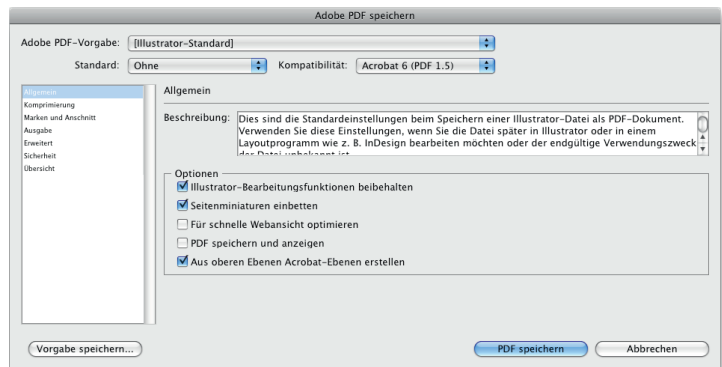 Adobe PDF speichern
Adobe PDF-Vorgabe: [Illustrator-Standard]
Standard: Ohne Kompatibilität: Acrobat 6 (PDF 1.5)
Allgemein
Komprimierung
Marken und Anschnitt
Ausgabe
Erweitert
Sicherheit
Übersicht
Allgemein
Beschreibung: Dies sind die Standardeinstellungen beim Speichern einer Illustrator-Datei als PDF-Dokument.
Verwenden Sie diese Einstellungen, wenn Sie die Datei später in Illustrator oder in einem
Layoutprogramm wie z. B. InDesign bearbeiten möchten oder der endgültige Verwendungszweck
der Datei unbekannt ist
Optionen
Illustrator-Bearbeitungsfunktionen beibehalten
Seitenminiaturen einbetten
Für schnelle Webansicht optimieren
PDF speichern und anzeigen
Aus oberen Ebenen Acrobat-Ebenen erstellen
Vorgabe speichern... PDF speichern Abbrechen